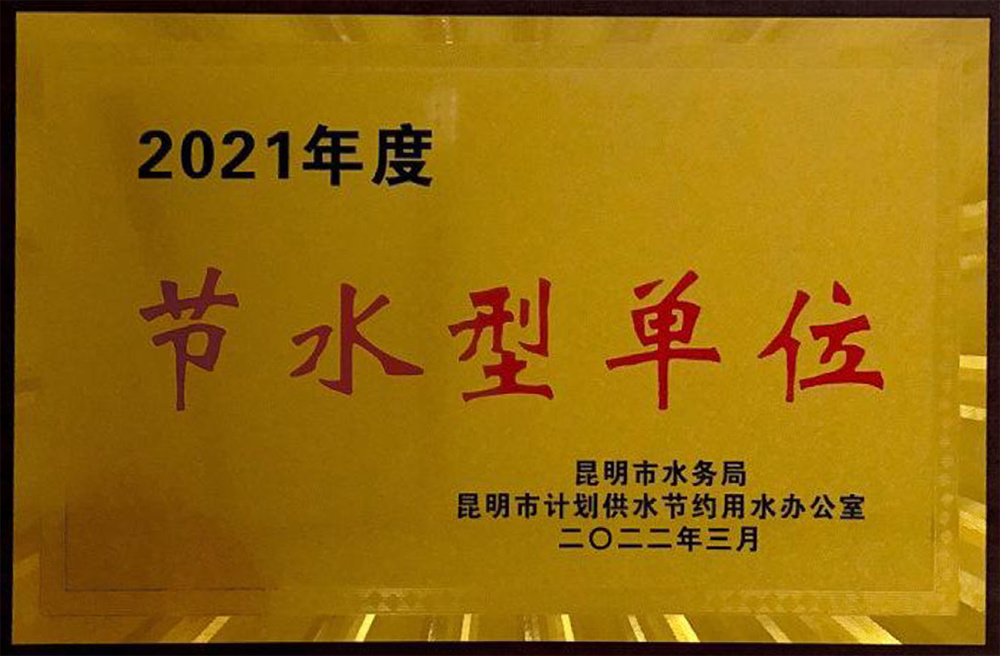 2021年度
节水型单位
昆明市水务局
昆明市计划供水节约用水办公室
二〇二二年三月